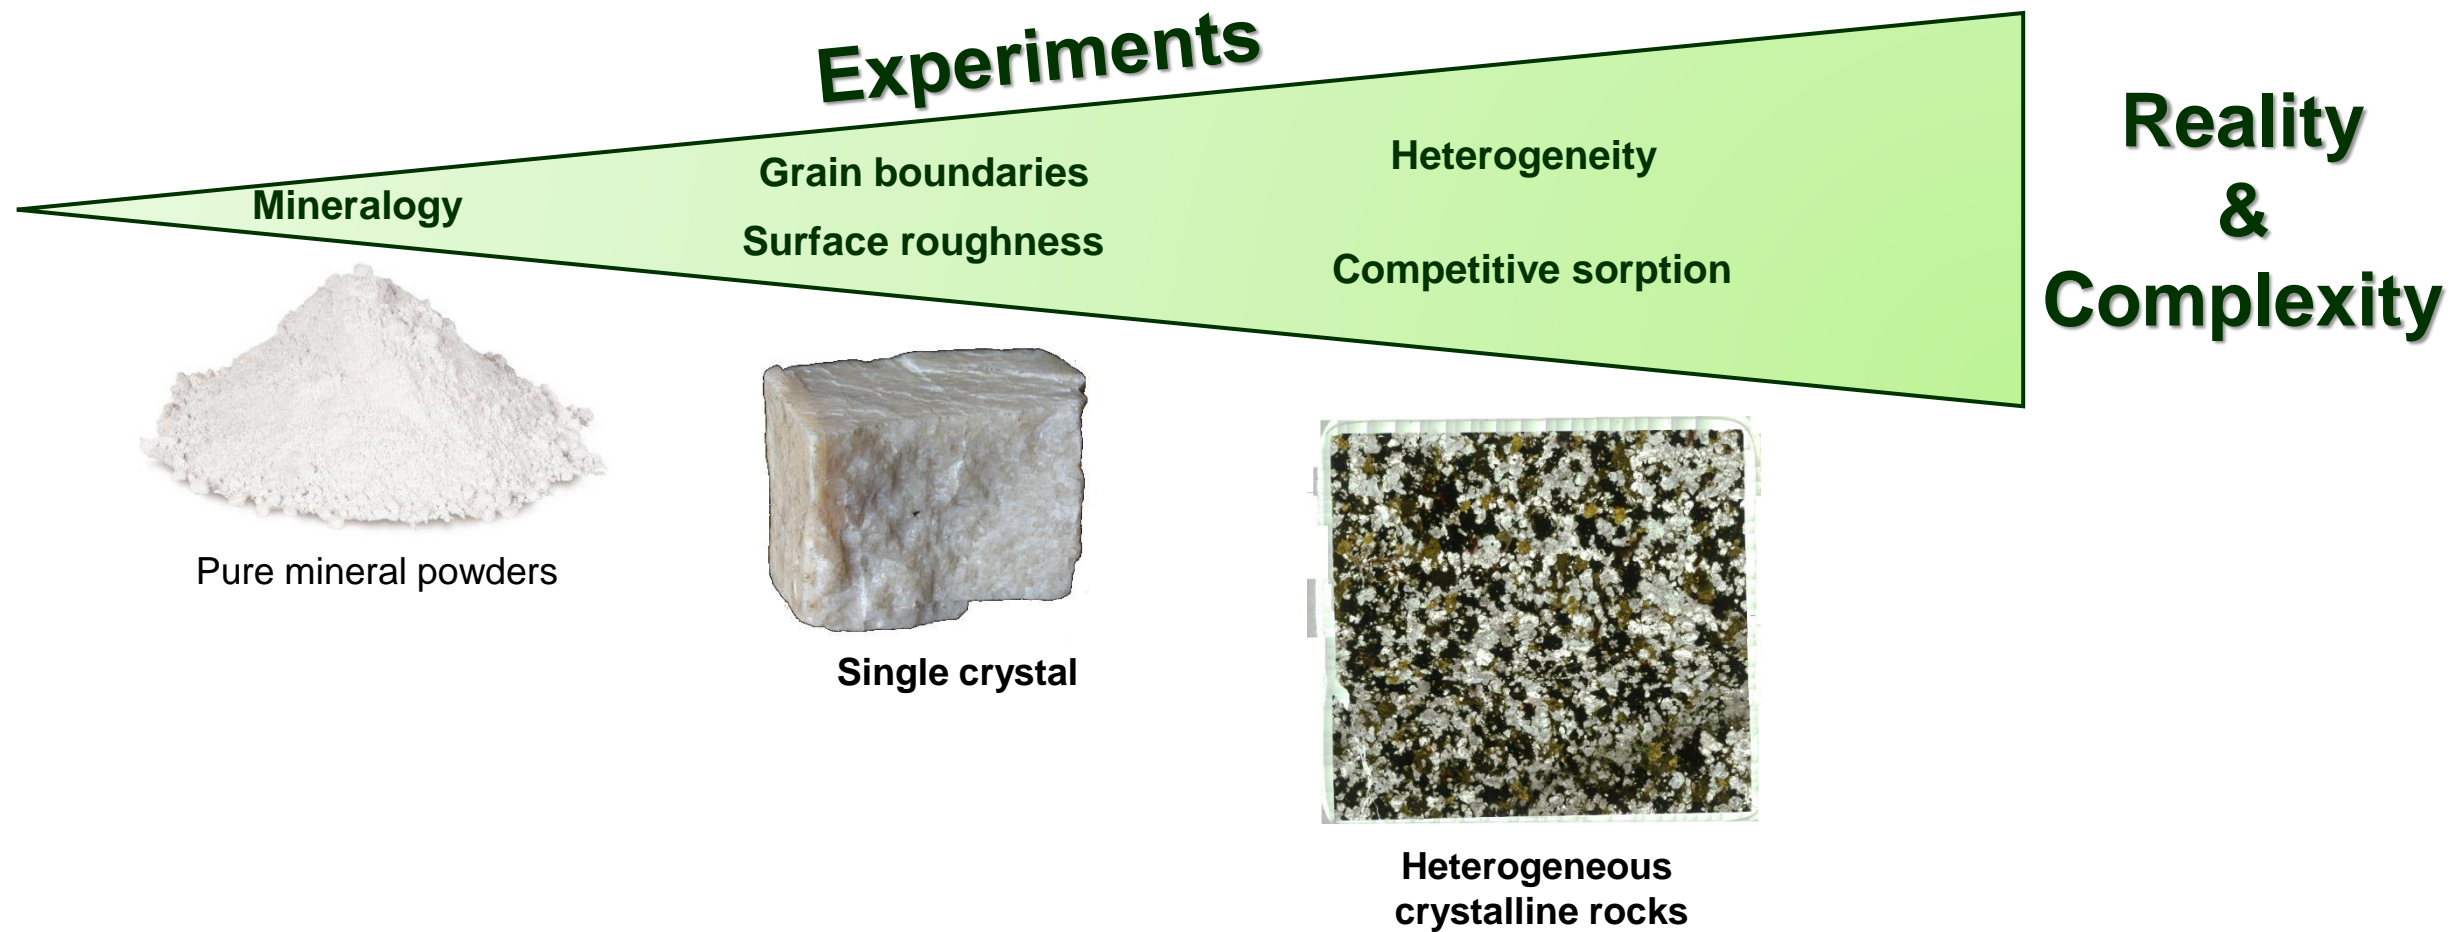 Experiments
Mineralogy
Grain boundaries
Surface roughness
Heterogeneity
Competitive sorption
Reality
&
Complexity
Pure mineral powders
Single crystal
Heterogeneous
crystalline rocks